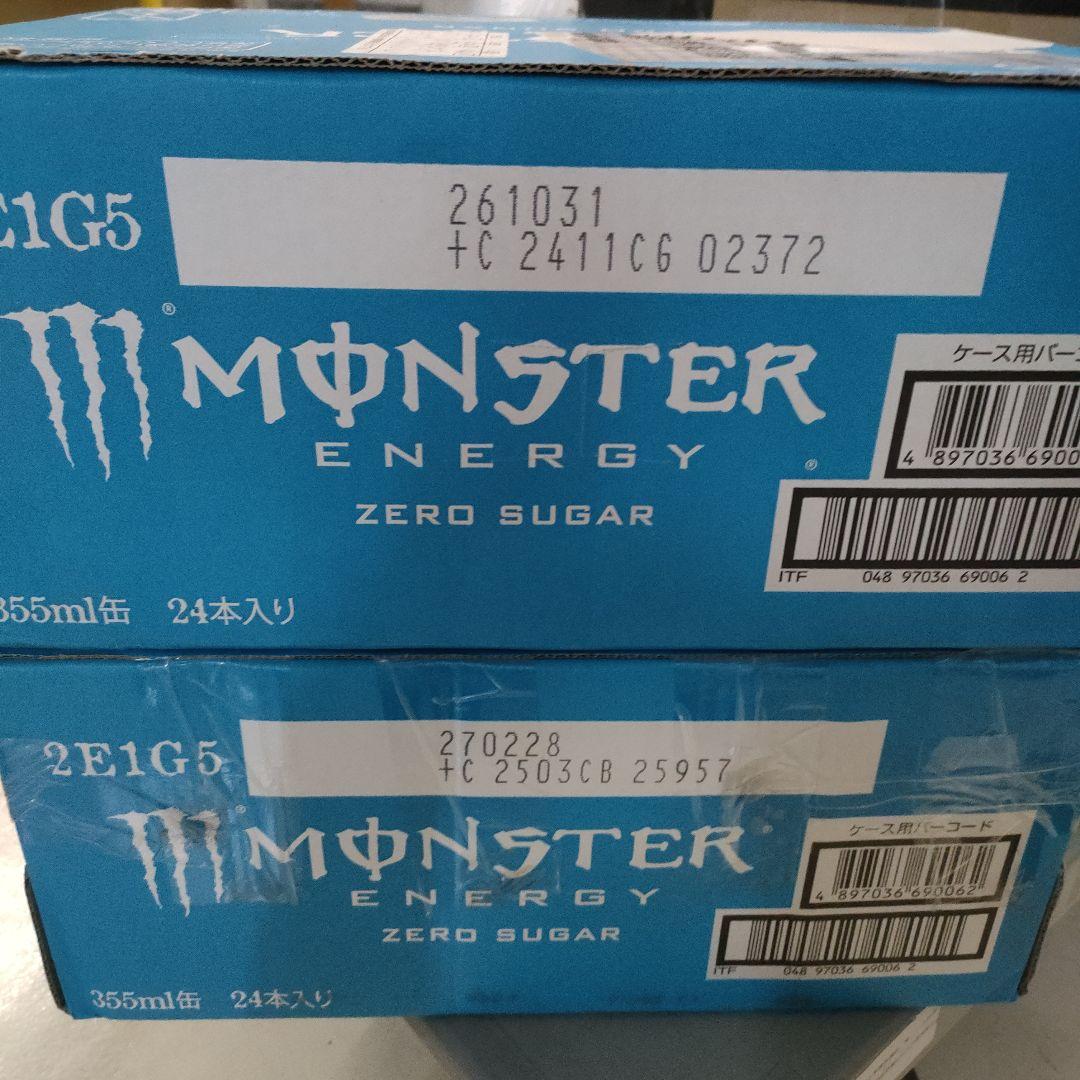 261031
+C 2411CG 02372
E1G5
MONSTER
ENERGY
ZERO SUGAR
ケース用バーコ
4 897036 6900
ITF 048 97036 69006 2
355ml缶 24本入り
270228
+C 2503CB 25957
2E1G5
MONSTER
ENERGY
ZERO SUGAR
ケース用バーコード
4 897036 690062
ITF 048 97036 69006 2
355ml缶 24本入り